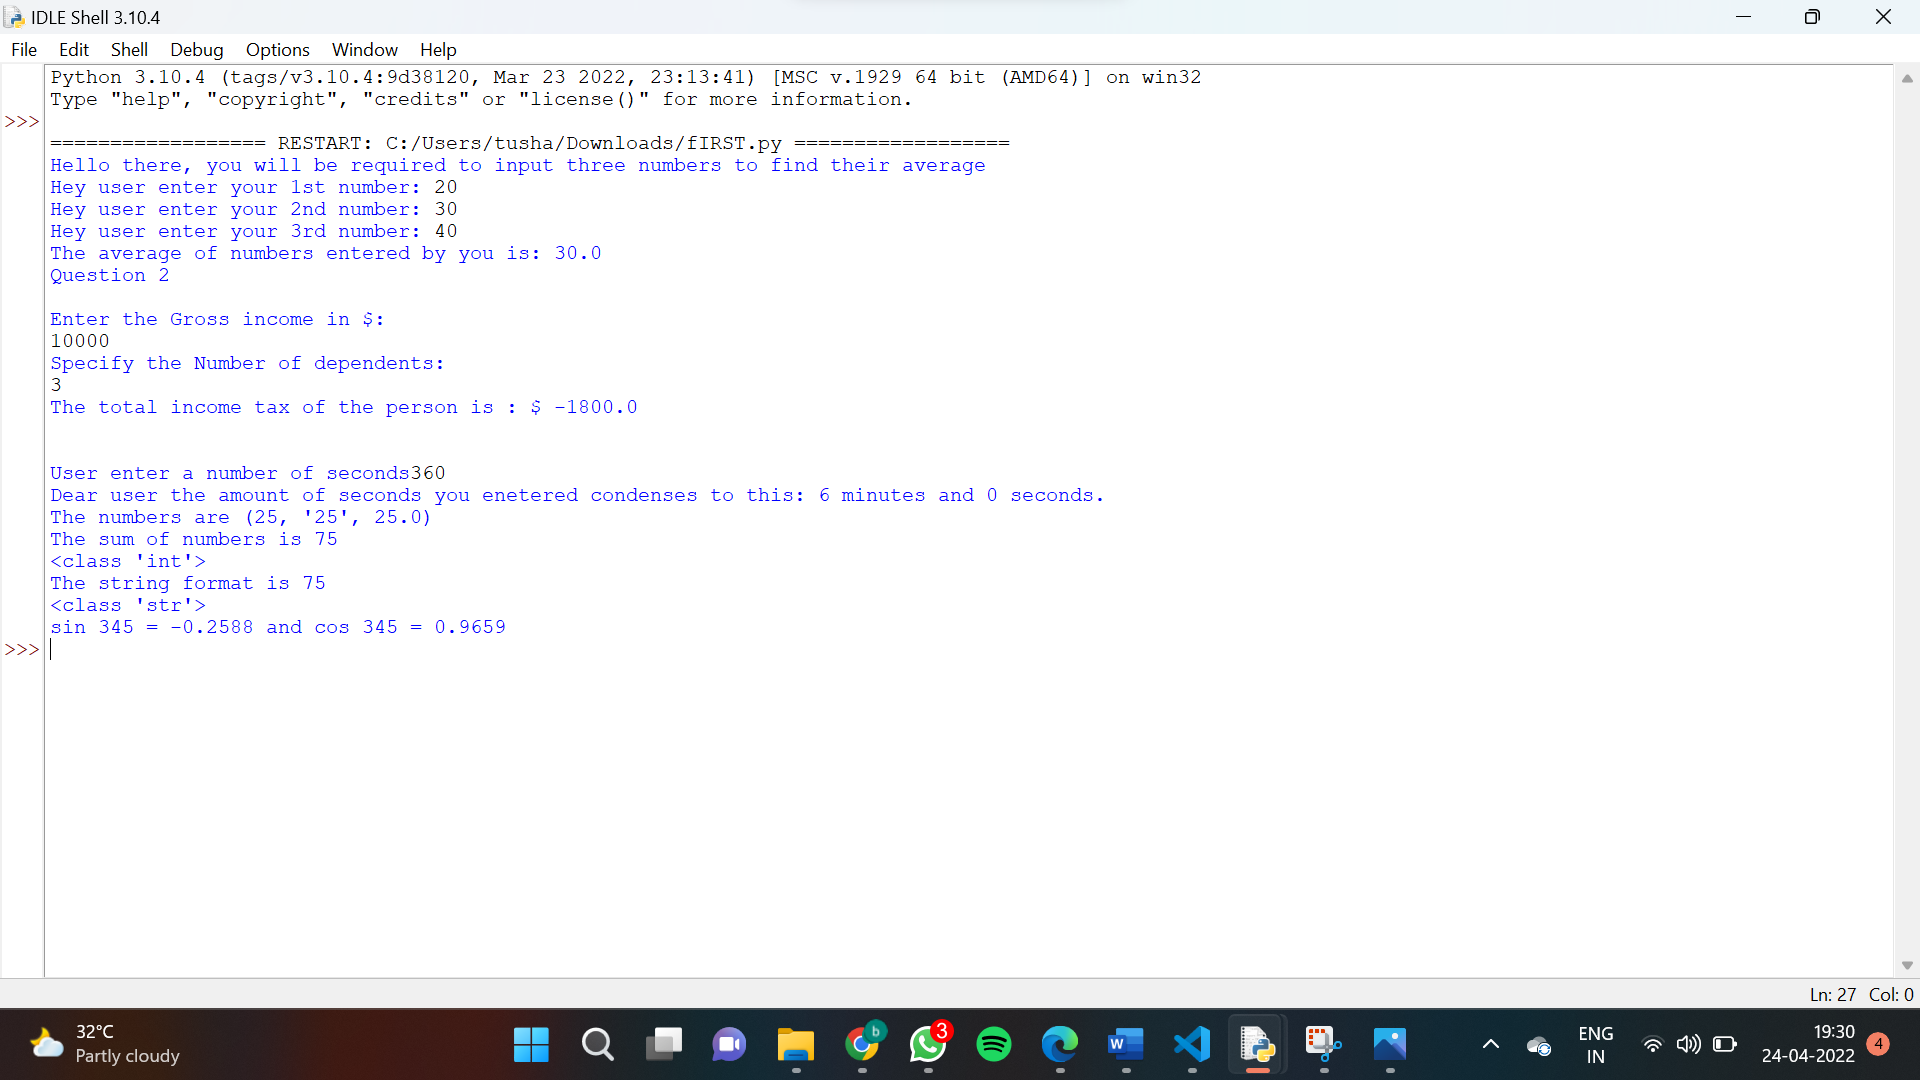 IDLE Shell 3.10.4
File Edit Shell Debug Options Window Help
Python 3.10.4 (tags/v3.10.4:9d38120, Mar 23 2022, 23:13:41) [MSC v.1929 64 bit (AMD64)] on win32
Type "help", "copyright", "credits" or "license()" for more information.
>>>
================== RESTART: C:/Users/tusha/Downloads/fIRST.py ==================
Hello there, you will be required to input three numbers to find their average
Hey user enter your 1st number: 20
Hey user enter your 2nd number: 30
Hey user enter your 3rd number: 40
The average of numbers entered by you is: 30.0
Question 2
Enter the Gross income in $:
10000
Specify the Number of dependents:
3
The total income tax of the person is : $ -1800.0
User enter a number of seconds360
Dear user the amount of seconds you enetered condenses to this: 6 minutes and 0 seconds.
The numbers are (25, '25', 25.0)
The sum of numbers is 75
<class 'int'>
The string format is 75
<class 'str'>
sin 345 = -0.2588 and cos 345 = 0.9659
>>>
Ln: 27 Col: 0
32°C
Partly cloudy
b
3
W
ENG
IN
19:30
24-04-2022
4